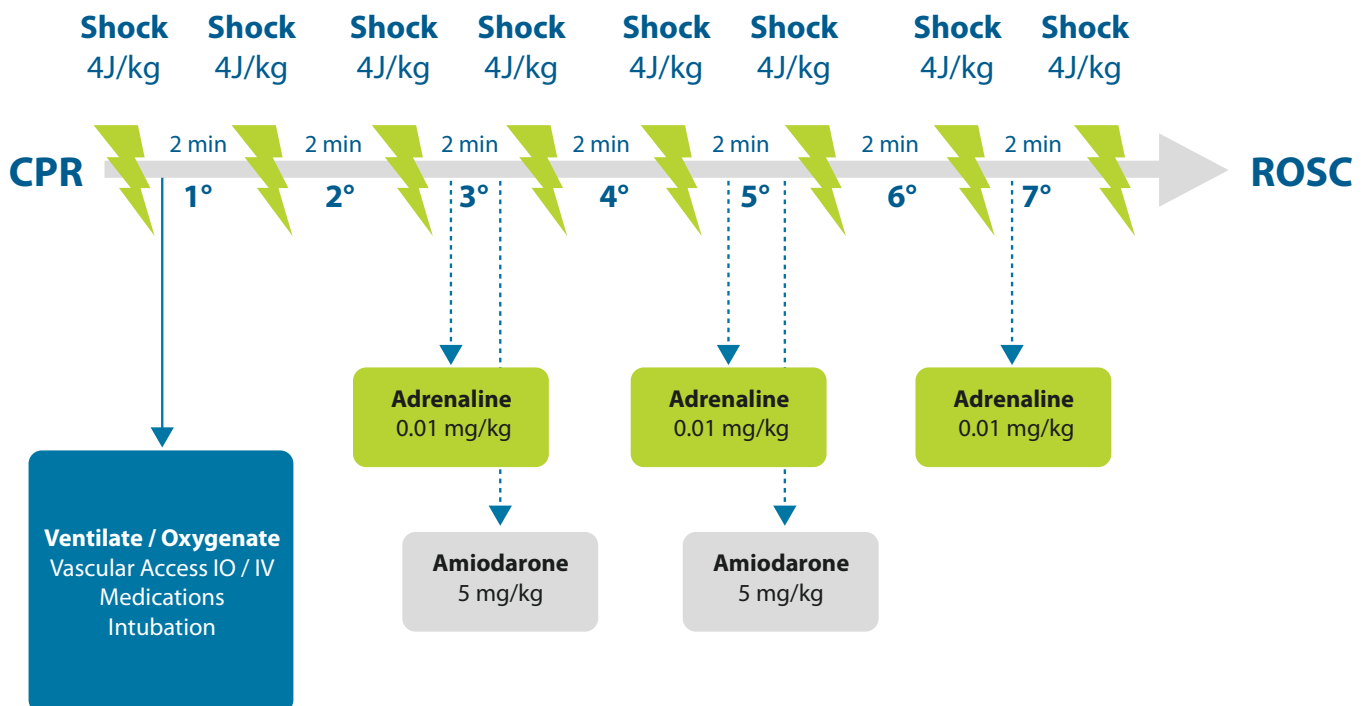 Shock Shock Shock Shock Shock Shock Shock Shock
4J/kg 4J/kg 4J/kg 4J/kg 4J/kg 4J/kg 4J/kg 4J/kg
2 min 2 min 2 min 2 min 2 min 2 min 2 min
CPR ROSC
1° 2° 3° 4° 5° 6° 7°
Adrenaline
0.01 mg/kg
Adrenaline
0.01 mg/kg
Adrenaline
0.01 mg/kg
Ventilate / Oxygenate
Vascular Access IO / IV
Medications
Intubation
Amiodarone
5 mg/kg
Amiodarone
5 mg/kg